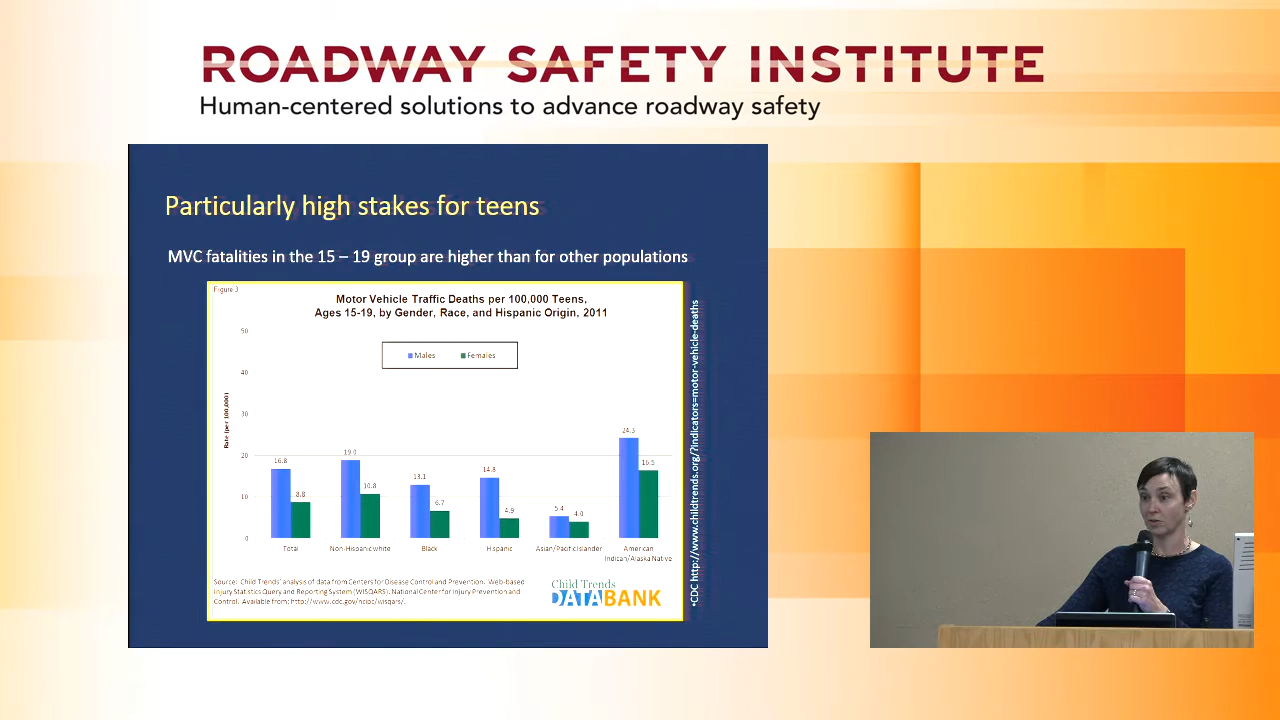 ROADWAY SAFETY INSTITUTE
Human-centered solutions to advance roadway safety
Particularly high stakes for teens
MVC fatalities in the 15 – 19 group are higher than for other populations
Figure 3
Motor Vehicle Traffic Deaths per 100,000 Teens,
Ages 15-19, by Gender, Race, and Hispanic Origin, 2011
50
Males Females
40
30
Rate (per 100,000)
20
10
0
16.8
8.8
19.0
10.8
13.1
6.7
14.8
4.9
5.4
4.0
24.3
16.5
Total
Non-Hispanic white
Black
Hispanic
Asian/Pacific Islander
American
Indican/Alaska Native
Source: Child Trends' analysis of data from Centers for Disease Control and Prevention. Web-based
Injury Statistics Query and Reporting System (WISQARS). National Center for Injury Prevention and
Control. Available from: http://www.cdc.gov/ncipc/wisqars/.
Child Trends
DATABANK
•CDC http://www.childtrends.org/?indicators=motor-vehicle-deaths